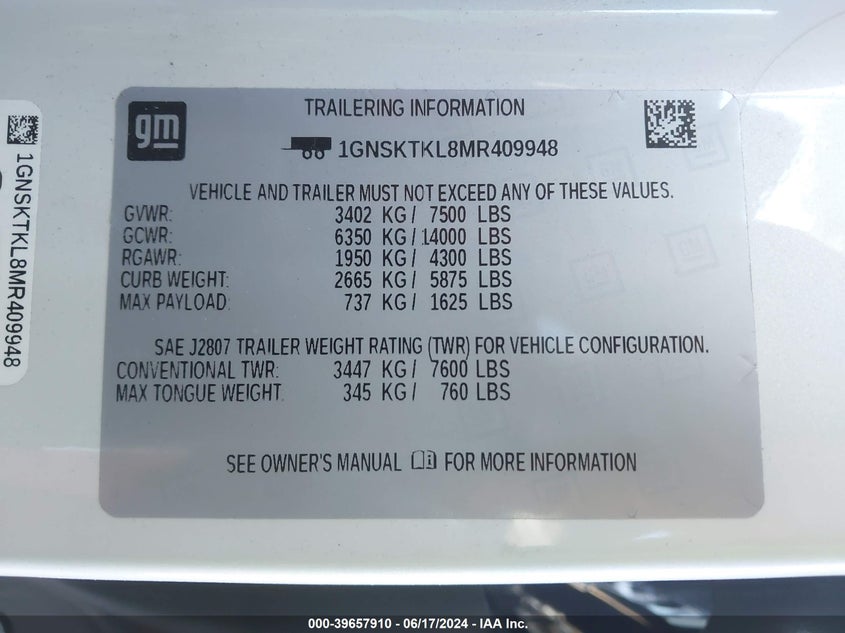 gm
TRAILERING INFORMATION
1GNSKTKL8MR409948
VEHICLE AND TRAILER MUST NOT EXCEED ANY OF THESE VALUES.
GVWR: 3402 KG / 7500 LBS
GCWR: 6350 KG / 14000 LBS
RGAWR: 1950 KG / 4300 LBS
CURB WEIGHT: 2665 KG / 5875 LBS
MAX PAYLOAD: 737 KG / 1625 LBS
SAE J2807 TRAILER WEIGHT RATING (TWR) FOR VEHICLE CONFIGURATION.
CONVENTIONAL TWR: 3447 KG / 7600 LBS
MAX TONGUE WEIGHT: 345 KG / 760 LBS
SEE OWNER'S MANUAL FOR MORE INFORMATION
1GNSKTKL8MR409948
000-39657910 - 06/17/2024 - IAA Inc.